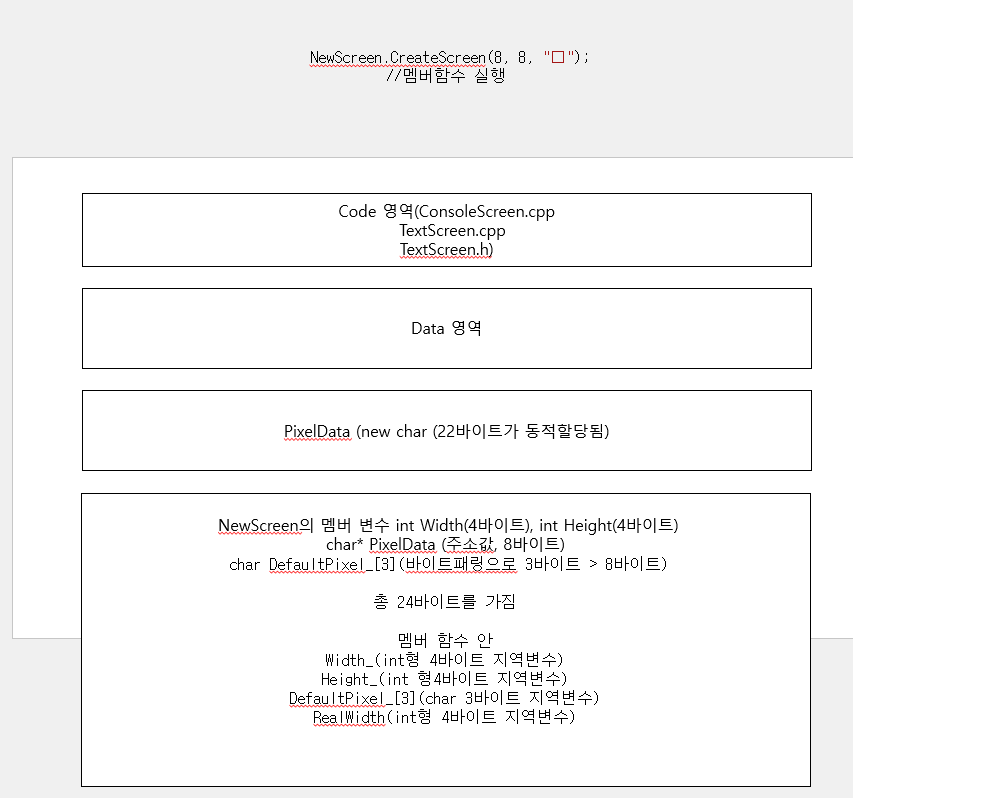 NewScreen.CreateScreen(8, 8, "□");
//멤버함수 실행
Code 영역(ConsoleScreen.cpp
TextScreen.cpp
TextScreen.h)
Data 영역
PixelData (new char (22바이트가 동적할당됨)
NewScreen의 멤버 변수 int Width(4바이트), int Height(4바이트)
char* PixelData (주소값, 8바이트)
char DefaultPixel_[3](바이트패링으로 3바이트 > 8바이트)
총 24바이트를 가짐
멤버 함수 안
Width_(int형 4바이트 지역변수)
Height_(int 형4바이트 지역변수)
DefaultPixel_[3](char 3바이트 지역변수)
RealWidth(int형 4바이트 지역변수)